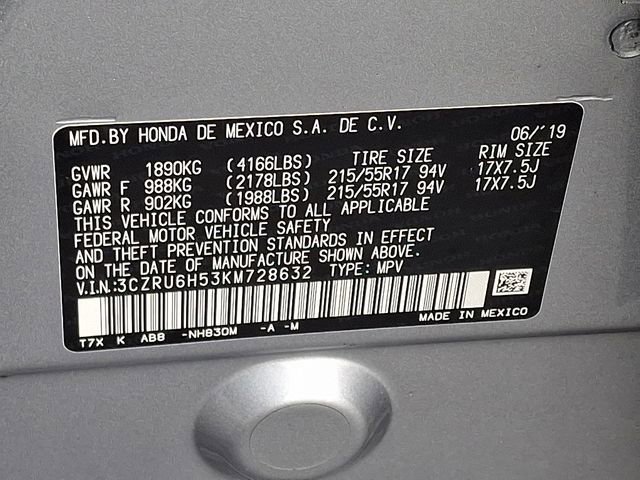 MFD.BY HONDA DE MEXICO S.A. DE C.V. 06/'19
GVWR 1890KG (4166LBS) TIRE SIZE RIM SIZE
GAWR F 988KG (2178LBS) 215/55R17 94V 17X7.5J
GAWR R 902KG (1988LBS) 215/55R17 94V 17X7.5J
THIS VEHICLE CONFORMS TO ALL APPLICABLE
FEDERAL MOTOR VEHICLE SAFETY
AND THEFT PREVENTION STANDARDS IN EFFECT
ON THE DATE OF MANUFACTURE SHOWN ABOVE.
V.I.N.:3CZRU6H53KM728632 TYPE: MPV
T7X K AB8 -NH830M -A -M MADE IN MEXICO